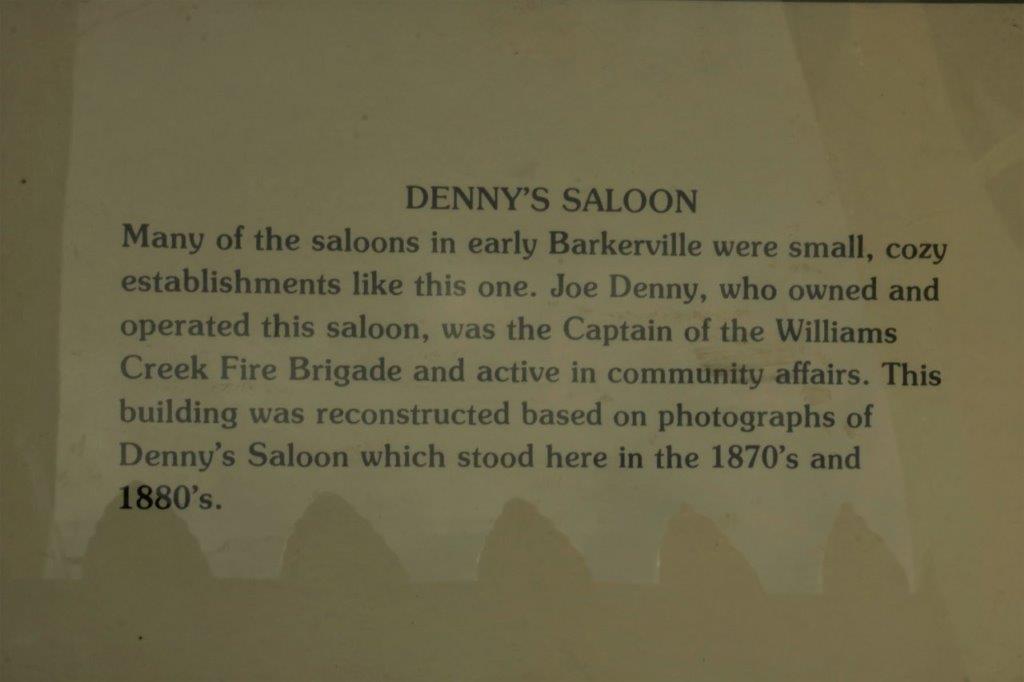 DENNY'S SALOON
Many of the saloons in early Barkerville were small, cozy
establishments like this one. Joe Denny, who owned and
operated this saloon, was the Captain of the Williams
Creek Fire Brigade and active in community affairs. This
building was reconstructed based on photographs of
Denny's Saloon which stood here in the 1870's and
1880's.